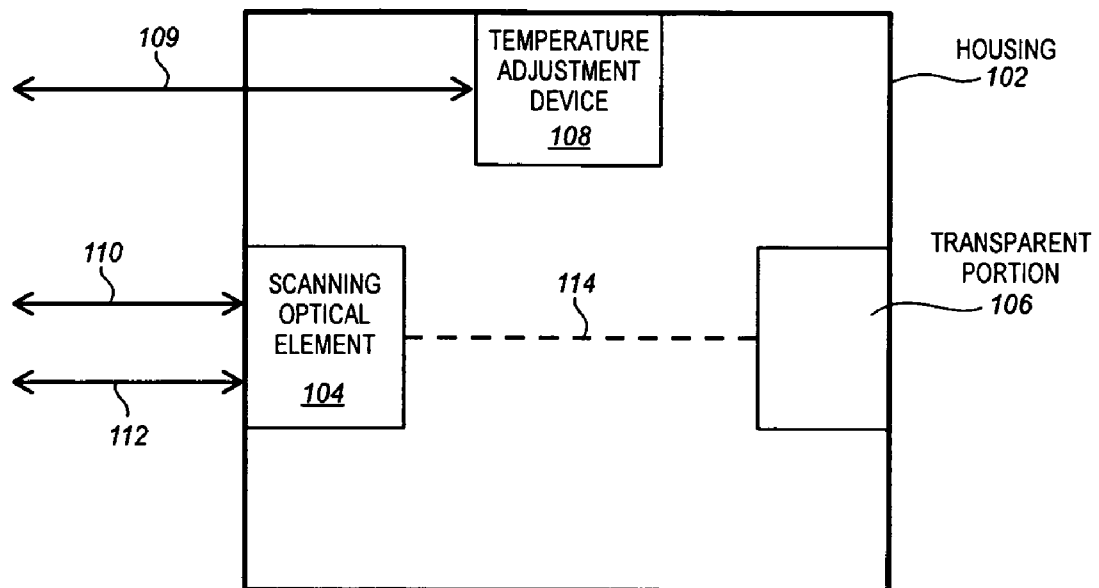 109
TEMPERATURE
ADJUSTMENT
DEVICE
108
HOUSING
102
110
SCANNING
OPTICAL
ELEMENT
104
112
114
TRANSPARENT
PORTION
106